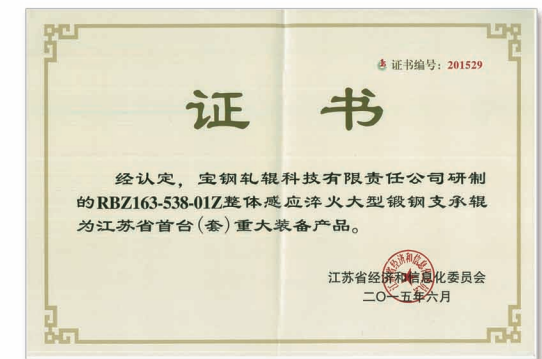 证书编号：201529
证 书
经认定，宝钢轧辊科技有限责任公司研制
的RBZ163-538-01Z整体感应淬火大型锻钢支承辊
为江苏省首台(套)重大装备产品。
江苏省经济和信息化委员会
二〇一五年六月